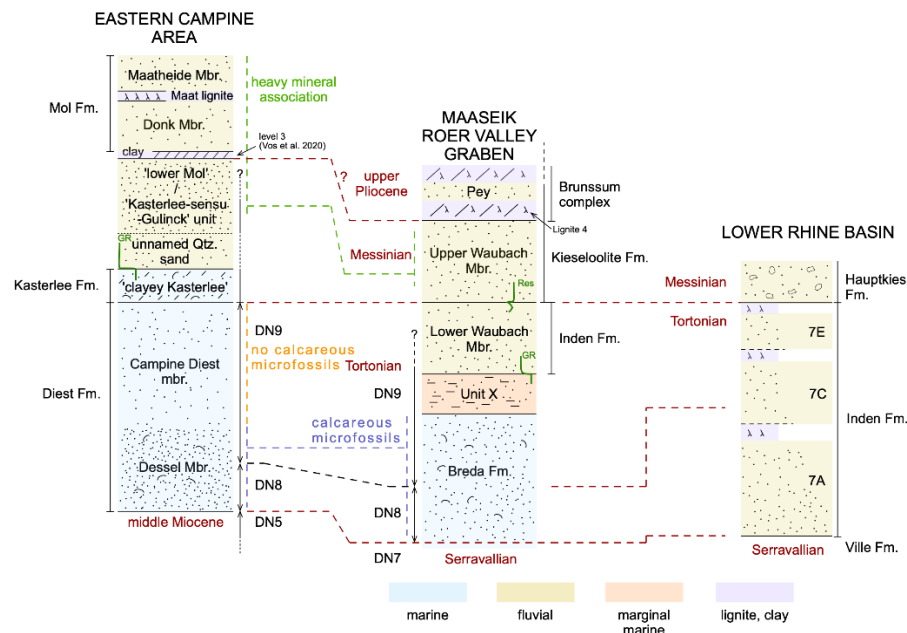 EASTERN CAMPINE
AREA
Maatheide Mbr.
Maat lignite
Mol Fm.
Donk Mbr.
clay
heavy mineral
association
level 3
(Vos et al. 2020)
?
'lower Mol'
/
'Kasterlee-sensu
-Gulinck' unit
unnamed Qtz.
sand
GR
Kasterlee Fm.
'clayey Kasterlee'
Diest Fm.
Campine Diest
mbr.
Dessel Mbr.
middle Miocene
DN9
no calcareous
microfossils
calcareous
microfossils
DN8
DN5
?
upper
Pliocene
Messinian
Tortonian
MAASEIK
ROER VALLEY
GRABEN
Pey
Brunssum
complex
Lignite 4
Upper Waubach
Mbr.
Kieseloolite Fm.
Res
Lower Waubach
Mbr.
Inden Fm.
GR
Unit X
Breda Fm.
?
DN9
DN8
DN7
Serravallian
LOWER RHINE BASIN
Messinian
Hauptkies
Fm.
Tortonian
7E
7C
Inden Fm.
7A
Serravallian
Ville Fm.
marine
fluvial
marginal
marine
lignite, clay